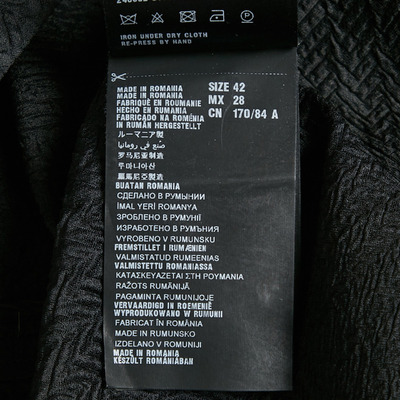 IRON UNDER DRY CLOTH
RE-PRESS BY HAND
MADE IN ROMANIA
MADE IN ROMANIA
FABRIQUÉ EN ROUMANIE
HECHO EN RUMANIA
FABRICADO NA ROMÊNIA
IN RUMÄN HERGESTELLT
SIZE 42
MX 28
CN 170/84 A
ルーマニア製
صنع في رومانيا
罗马尼亚制造
루마니아산
羅馬尼亞製造
BUATAN ROMANIA
СДЕЛАНО В РУМЫНИИ
İMAL YERİ ROMANYA
ЗРОБЛЕНО В РУМУНІЇ
ИЗРАБОТЕНО В РУМЪНИЯ
VYROBENO V RUMUNSKU
FREMSTILLET I RUMÆNIEN
VALMISTATUD RUMEENIAS
VALMISTETTU ROMANIASSA
ΚΑΤΑΣΚΕΥΑΖΕΤΑΙ ΣΤΗ ΡΟΥΜΑΝΙΑ
RAŽOTS RUMĀNIJĀ
PAGAMINTA RUMUNIJOJE
VERVAARDIGD IN ROEMENIË
WYPRODUKOWANO W RUMUNII
FABRICAT ÎN ROMÂNIA
MADE IN RUMUNSKO
IZDELANO V ROMUNIJI
MADE IN ROMANIA
KÉSZÜLT ROMÁNIÁBAN